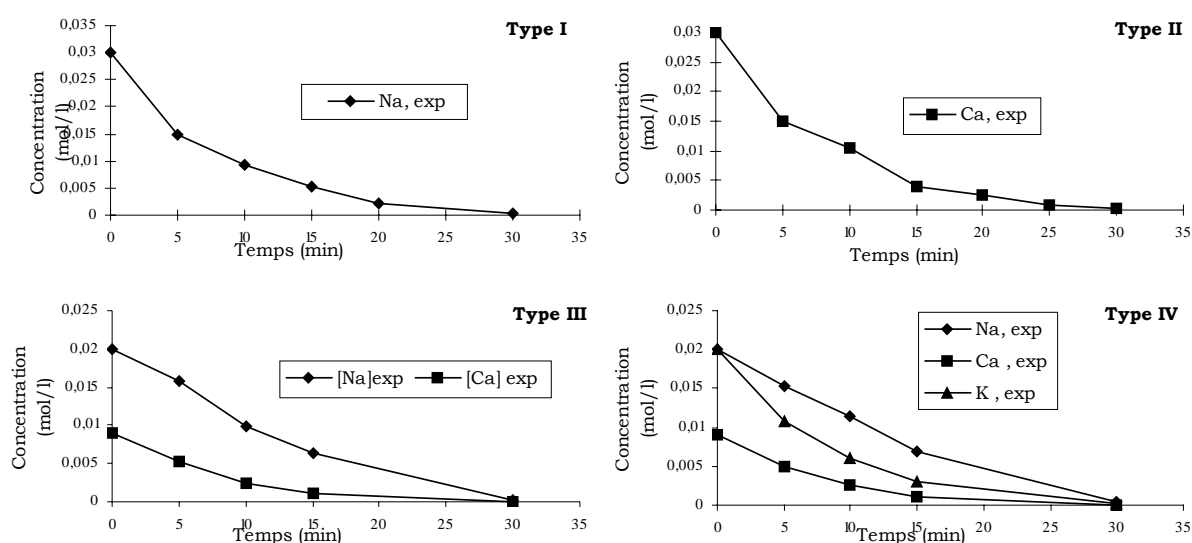 Type I
Concentration
(mol/l)
0,035
0,03
0,025
0,02
0,015
0,01
0,005
0
Na, exp
0 5 10 15 20 25 30 35
Temps (min)
Type II
Concentration
(mol/l)
0,03
0,025
0,02
0,015
0,01
0,005
0
Ca, exp
0 5 10 15 20 25 30 35
Temps (min)
Type III
Concentration
(mol/l)
0,025
0,02
0,015
0,01
0,005
0
[Na]exp [Ca] exp
0 5 10 15 20 25 30 35
Temps (min)
Type IV
Concentration
(mol/l)
0,025
0,02
0,015
0,01
0,005
0
Na, exp
Ca , exp
K , exp
0 5 10 15 20 25 30 35
Temps (min)